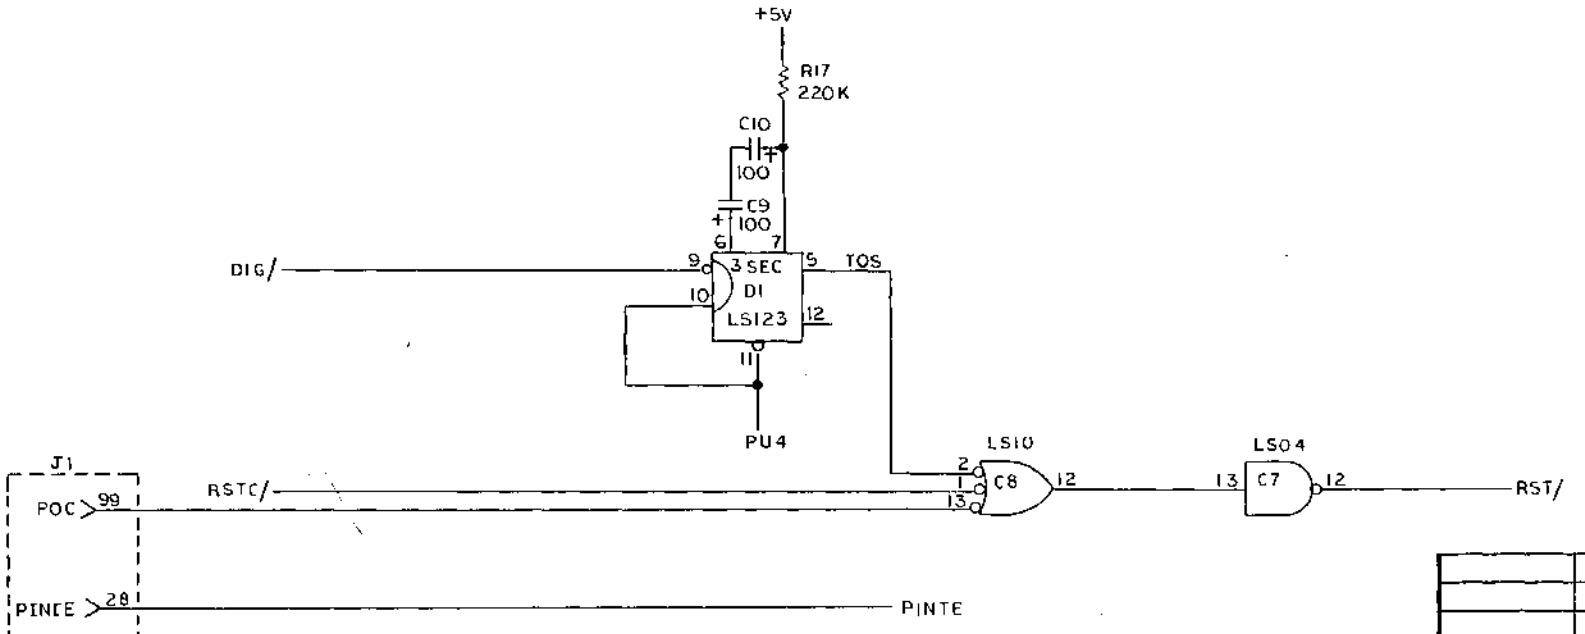 +5V
R17
220K
C10
+
100
C9
+
100
6
7
DIG/
9
3 SEC
5
TOS
10
D1
LS123
12
11
PU4
J1
LS10
LS04
POC
99
RSTC/
2
1
13
C8
12
13
C7
12
RST/
PINTE
28
PINTE